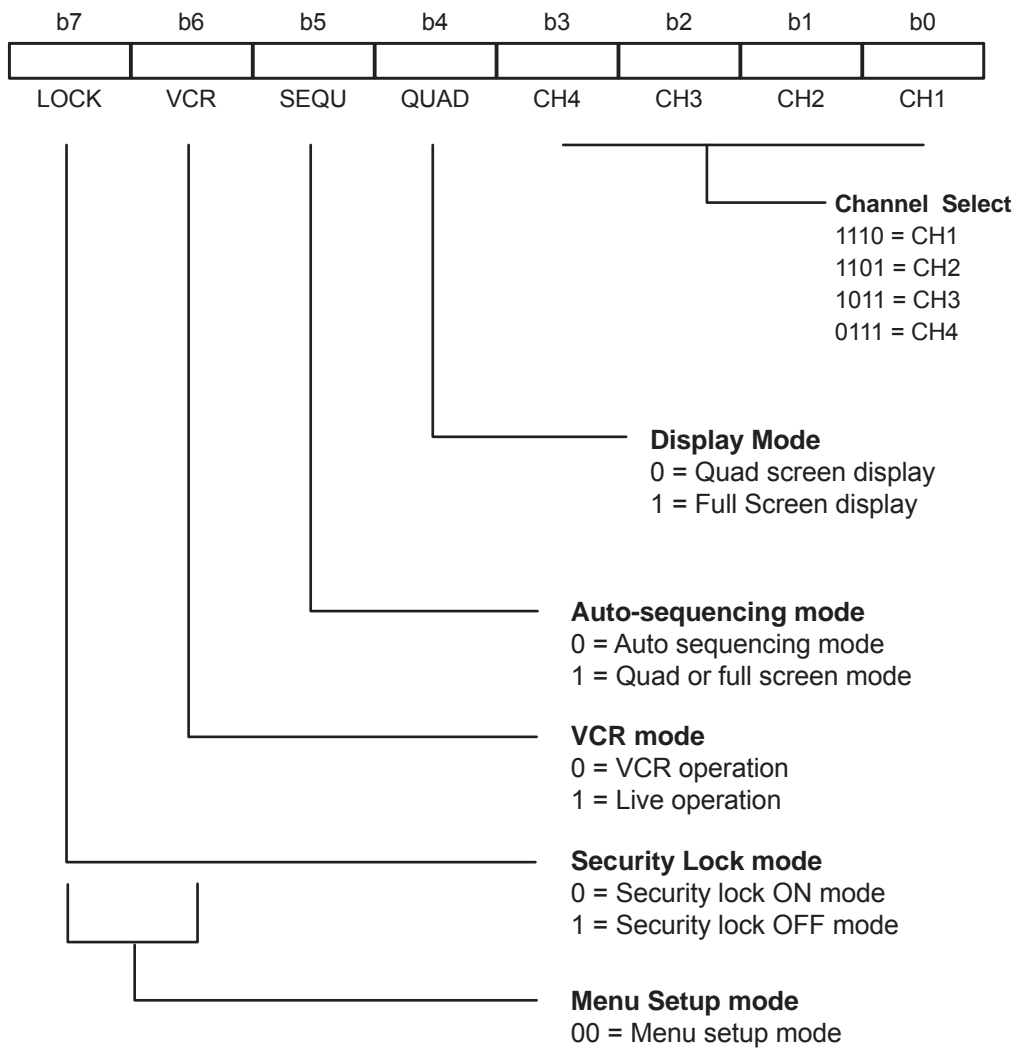 b7 b6 b5 b4 b3 b2 b1 b0
LOCK VCR SEQU QUAD CH4 CH3 CH2 CH1
Channel Select
1110 = CH1
1101 = CH2
1011 = CH3
0111 = CH4
Display Mode
0 = Quad screen display
1 = Full Screen display
Auto-sequencing mode
0 = Auto sequencing mode
1 = Quad or full screen mode
VCR mode
0 = VCR operation
1 = Live operation
Security Lock mode
0 = Security lock ON mode
1 = Security lock OFF mode
Menu Setup mode
00 = Menu setup mode